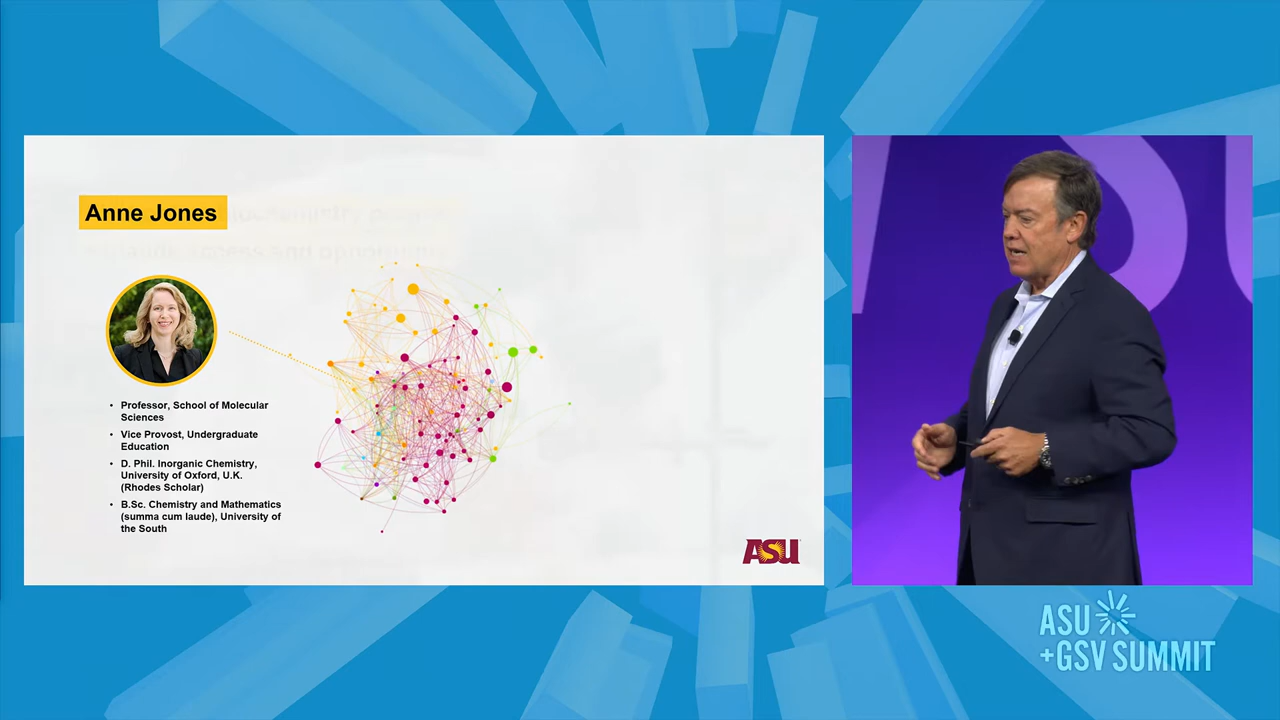 Anne Jones
• Professor, School of Molecular
Sciences
• Vice Provost, Undergraduate
Education
• D. Phil. Inorganic Chemistry,
University of Oxford, U.K.
(Rhodes Scholar)
• B.Sc. Chemistry and Mathematics
(summa cum laude), University of
the South
ASU
ASU
+GSV SUMMIT